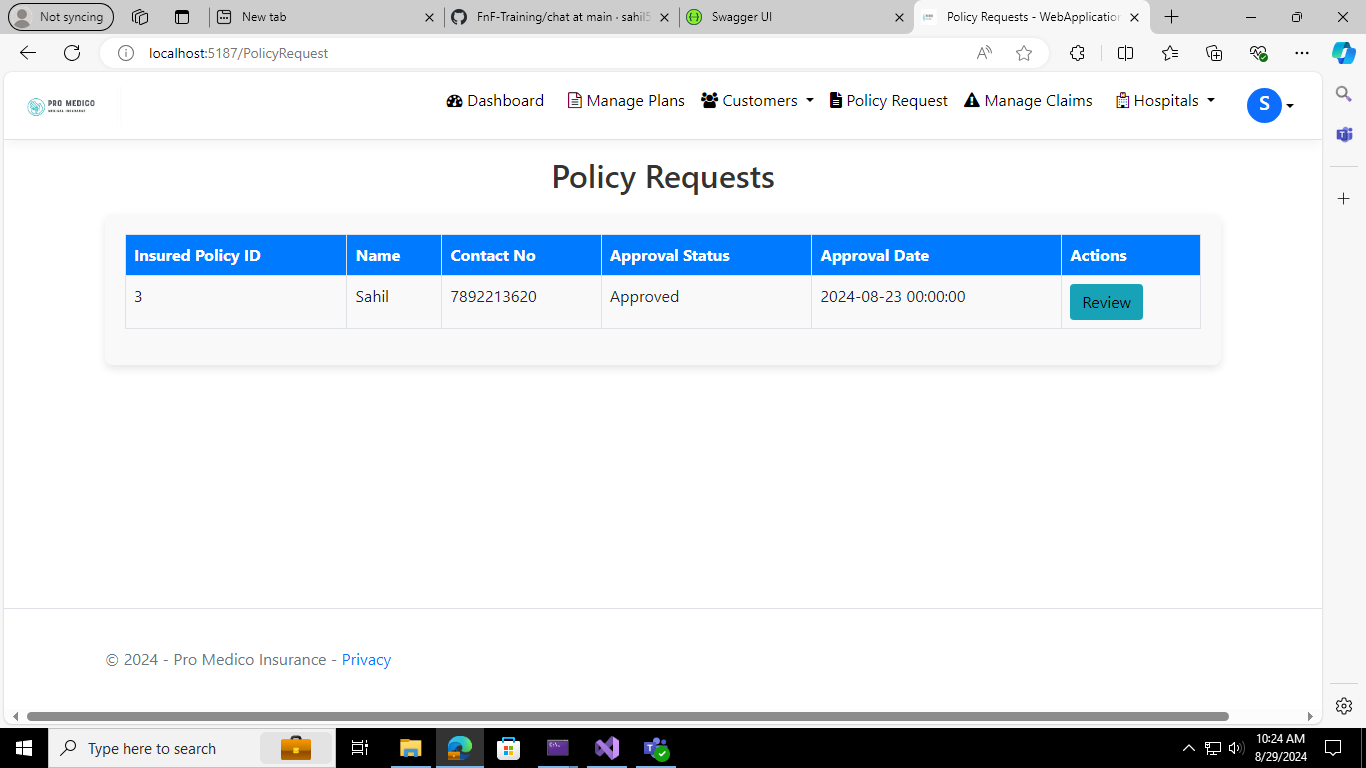 Not syncing
New tab
FnF-Training/chat at main · sahil5
Swagger UI
Policy Requests - WebApplication
localhost:5187/PolicyRequest
PRO MEDICO
MEDICAL INSURANCE
Dashboard
Manage Plans
Customers
Policy Request
Manage Claims
Hospitals
S
Policy Requests
Insured Policy ID Name Contact No Approval Status Approval Date Actions
3 Sahil 7892213620 Approved 2024-08-23 00:00:00 Review
© 2024 - Pro Medico Insurance - Privacy
Type here to search
10:24 AM
8/29/2024